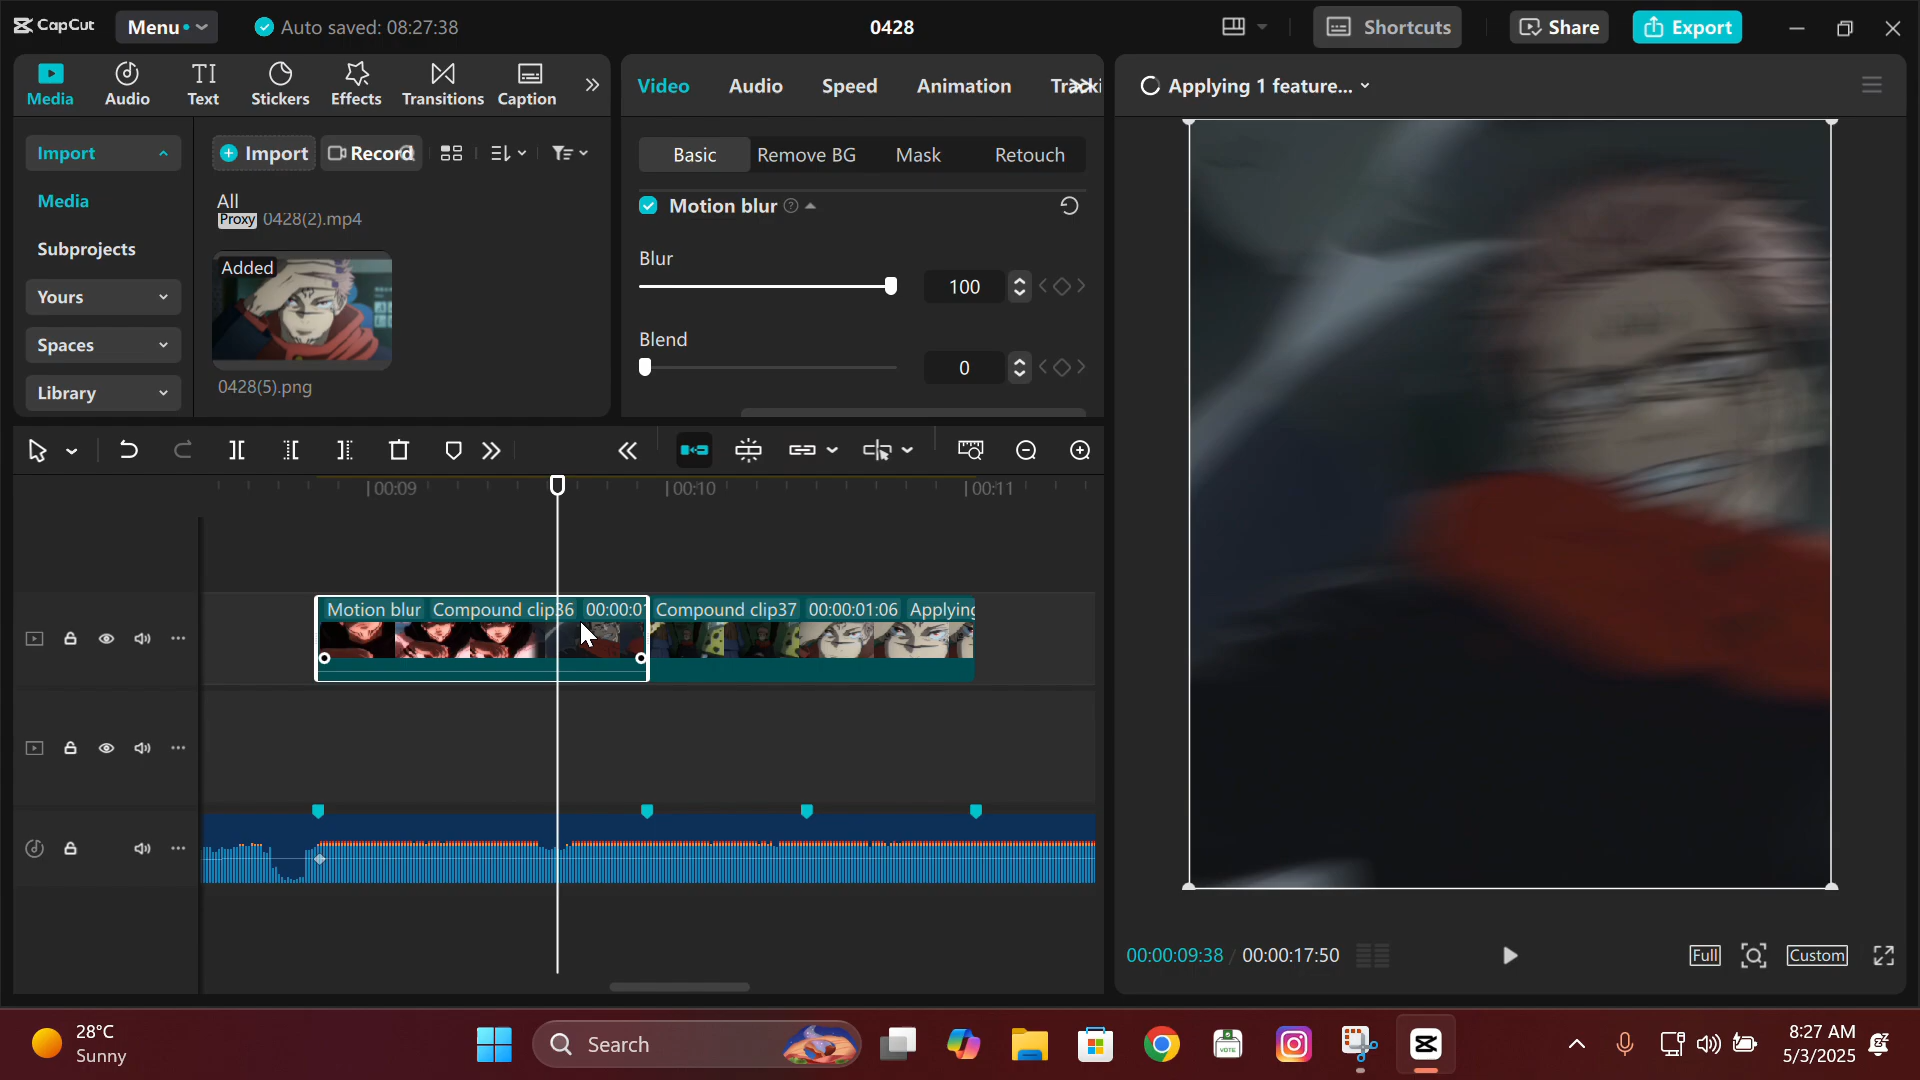 CapCut
Menu
Auto saved: 08:27:38
0428
Shortcuts
Share
Export
Media
Audio
Text
Stickers
Effects
Transitions
Caption
Video
Audio
Speed
Animation
Applying 1 feature...
Import
Media
Subprojects
Yours
Spaces
Library
Import
Record
All
Proxy 0428(2).mp4
Added
0428(5).png
Basic
Remove BG
Mask
Retouch
Motion blur
Blur
100
Blend
0
00:09
00:10
00:11
Motion blur Compound clip36 00:00:01
Compound clip37 00:00:01:06 Applying
00:00:09:38 / 00:00:17:50
Full
Custom
28°C
Sunny
Search
VOTE
8:27 AM
5/3/2025